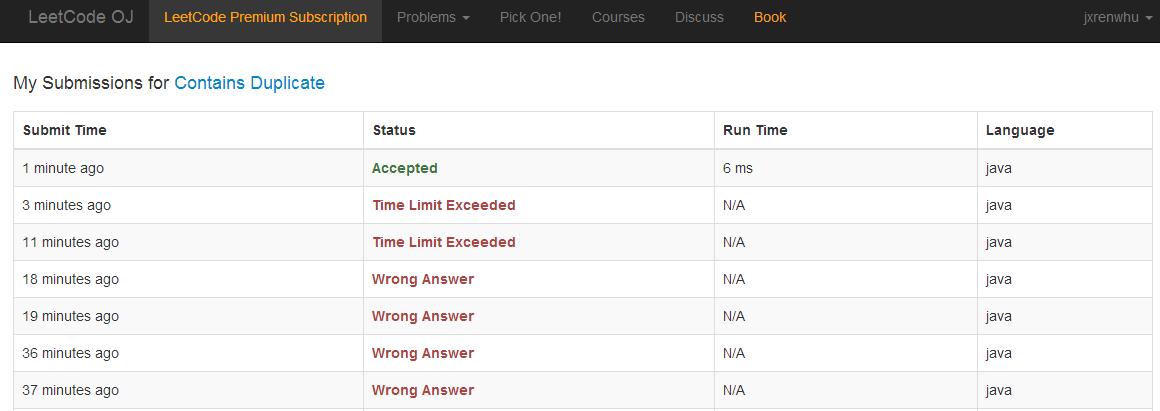 LeetCode OJ LeetCode Premium Subscription Problems Pick One! Courses Discuss Book jxrenwhu
My Submissions for Contains Duplicate
Submit Time Status Run Time Language
1 minute ago Accepted 6 ms java
3 minutes ago Time Limit Exceeded N/A java
11 minutes ago Time Limit Exceeded N/A java
18 minutes ago Wrong Answer N/A java
19 minutes ago Wrong Answer N/A java
36 minutes ago Wrong Answer N/A java
37 minutes ago Wrong Answer N/A java